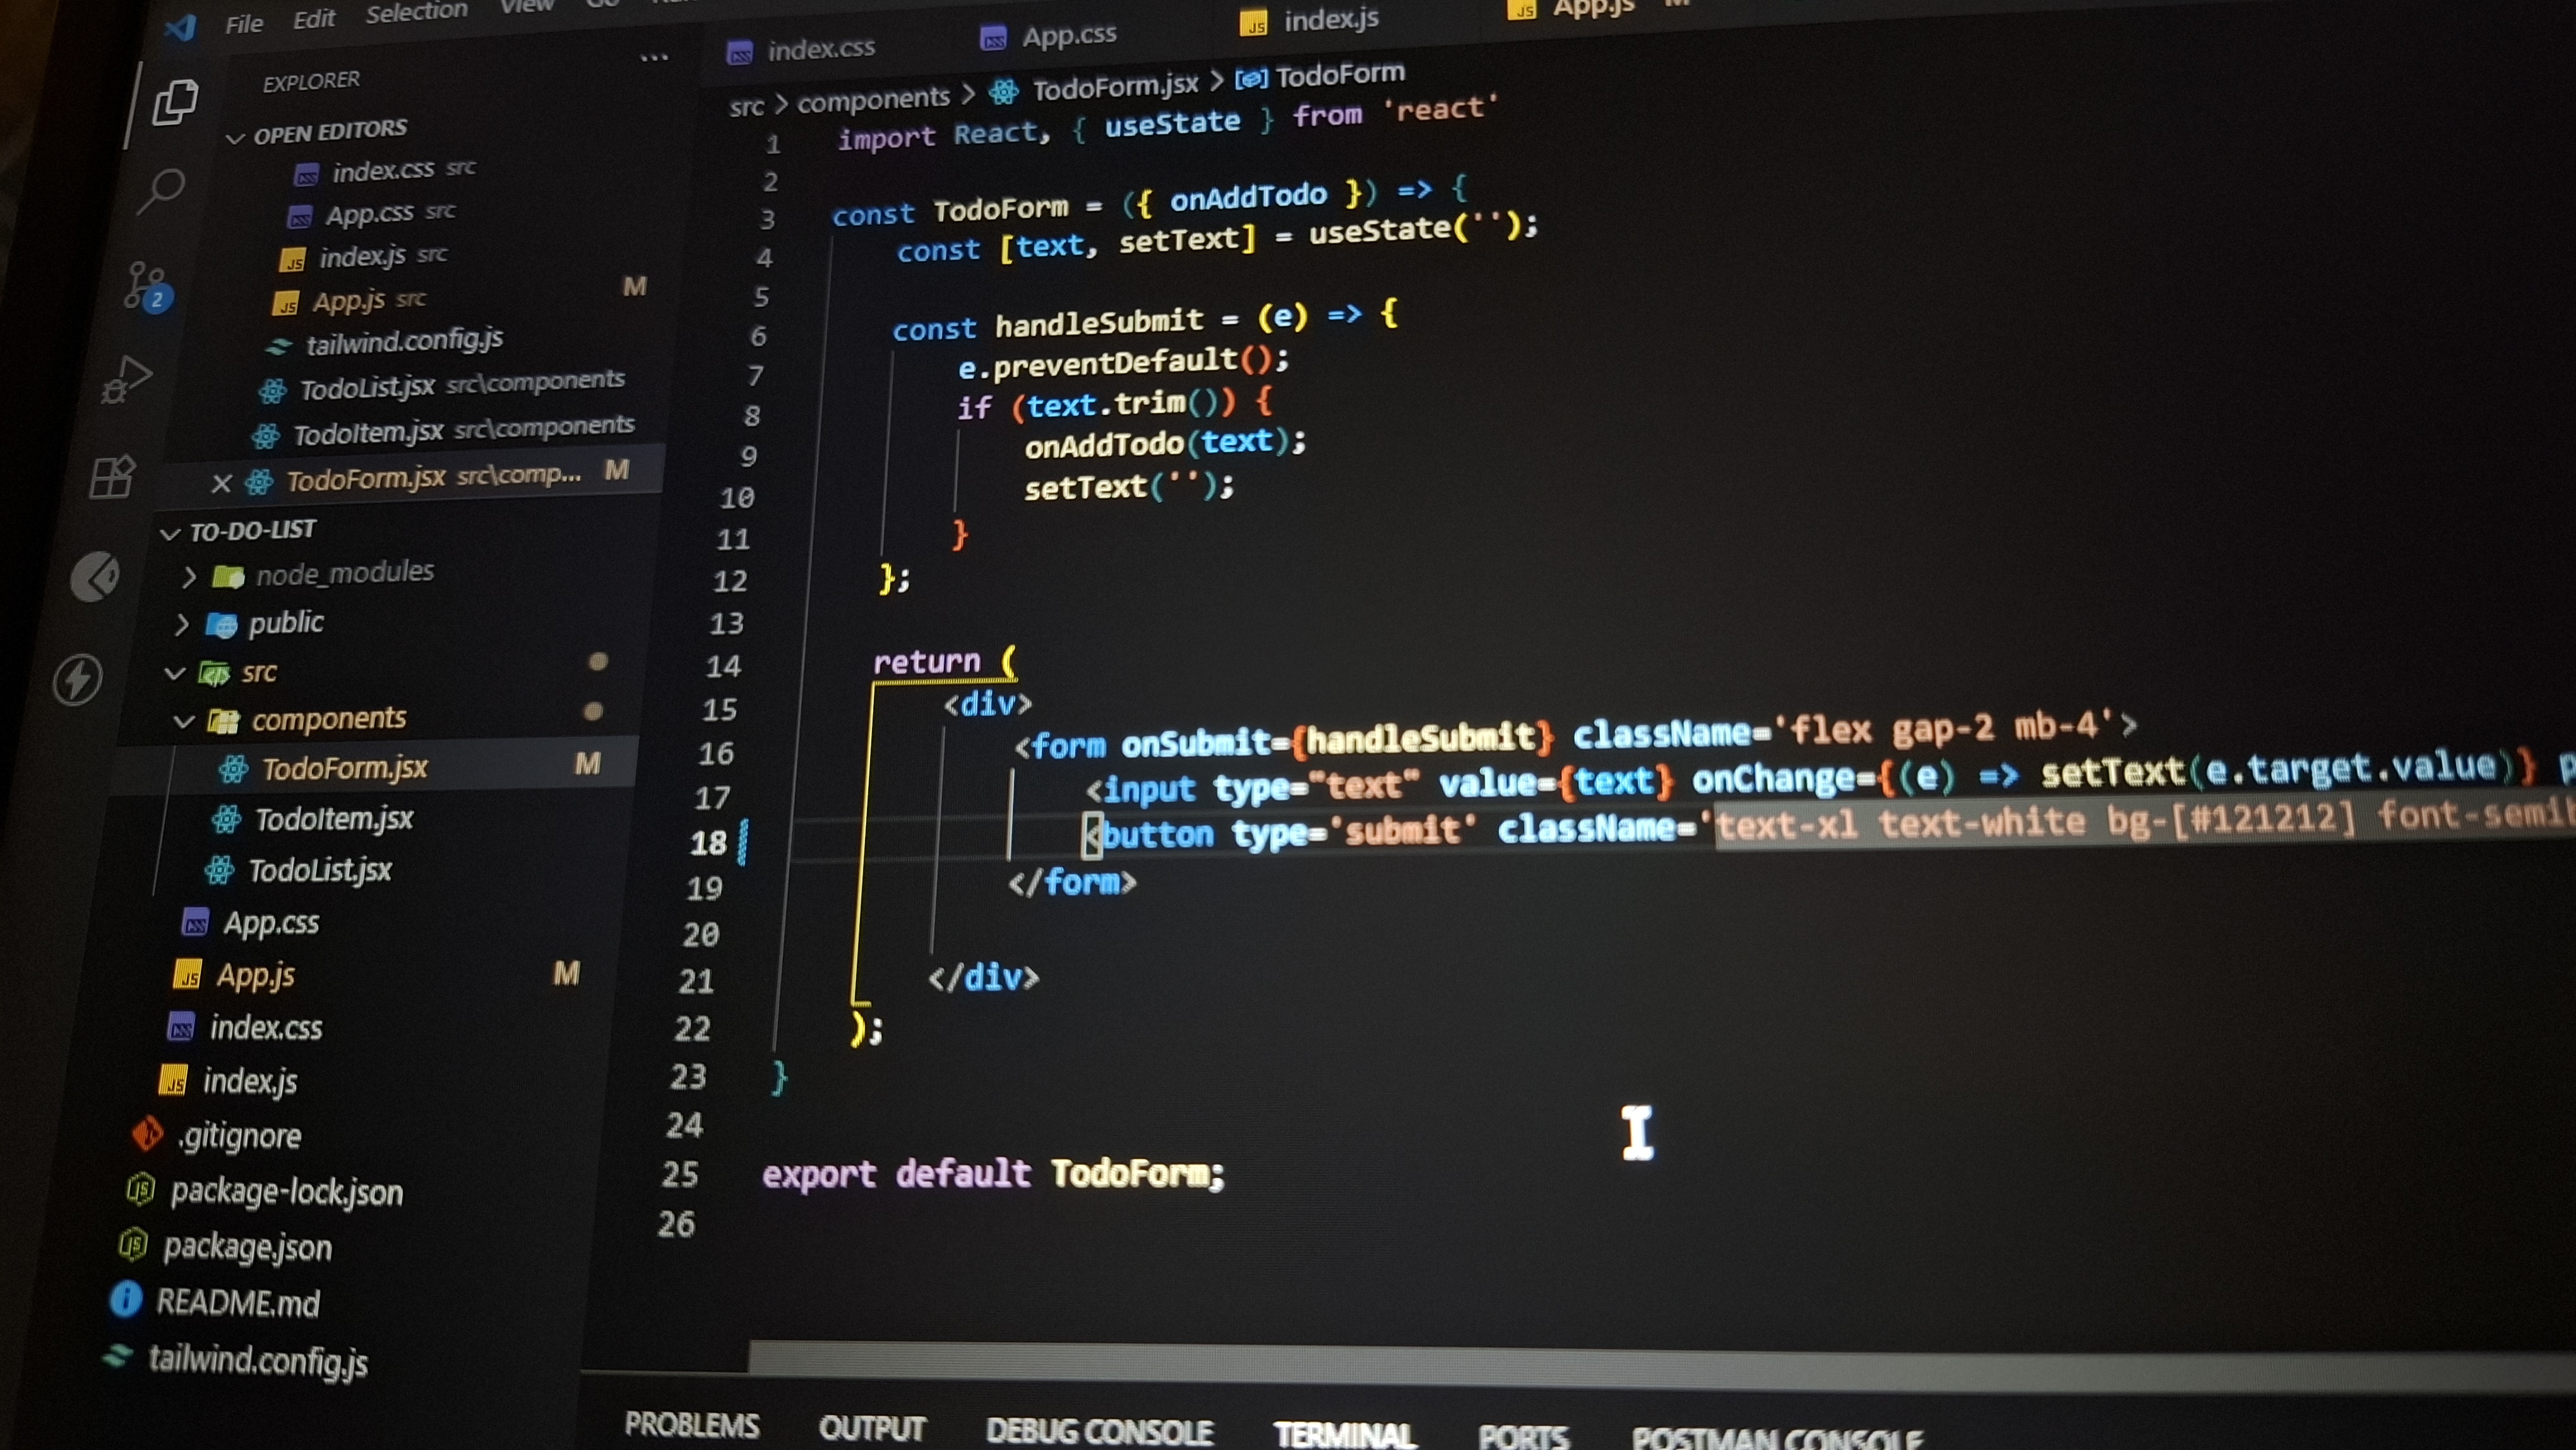 File Edit Selection View Go
EXPLORER
...
OPEN EDITORS
index.css src
App.css src
index.js src
App.js src M
tailwind.config.js
TodoList.jsx src\components
TodoItem.jsx src\components
TodoForm.jsx src\comp... M
TO-DO-LIST
node_modules
public
src
components
TodoForm.jsx M
TodoItem.jsx
TodoList.jsx
App.css
App.js M
index.css
index.js
.gitignore
package-lock.json
package.json
README.md
tailwind.config.js
2
index.css App.css index.js App.js M
src > components > TodoForm.jsx > TodoForm
1 import React, { useState } from 'react'
2
3 const TodoForm = ({ onAddTodo }) => {
4 const [text, setText] = useState('');
5
6 const handleSubmit = (e) => {
7 e.preventDefault();
8 if (text.trim()) {
9 onAddTodo(text);
10 setText('');
11 }
12 };
13
14 return (
15 <div>
16 <form onSubmit={handleSubmit} className='flex gap-2 mb-4'>
17 <input type="text" value={text} onChange={(e) => setText(e.target.value)} p
18 <button type='submit' className='text-xl text-white bg-[#121212] font-semi
19 </form>
20
21 </div>
22 );
23 }
24
25 export default TodoForm;
26
PROBLEMS OUTPUT DEBUG CONSOLE TERMINAL PORTS POSTMAN CONSOLE